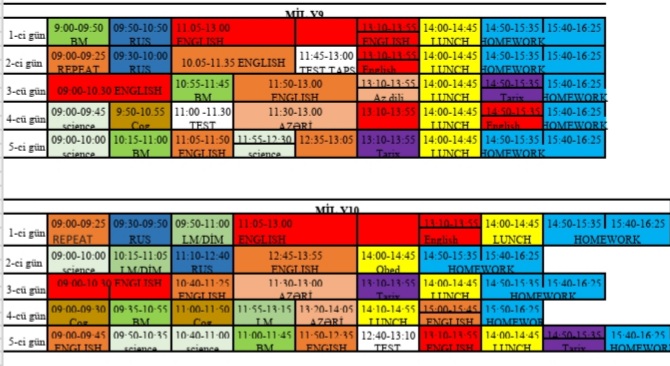 MİL Y9
1-ci gün 9:00-09:50 09:50-10:50 11.05-13.00 13:10-13:55 14:00-14:45 14:50-15:35 15:40-16:25
BM RUS ENGLISH ENGLISH LUNCH HOMEWORK
2-ci gün 09:00-09:25 09:30-10:00 10.05-11.35 ENGLISH 11:45-13:00 13:10-13:55 14:00-14:45 14:50-15:35 15:40-16:25
REPEAT RUS TEST TAPS English LUNCH HOMEWORK
3-cü gün 09:00-10:30 ENGLISH 10:55-11:45 11:50-13.00 13:10-13:55 14:00-14:45 14:50-15:35 15:40-16:25
BM ENGLISH Az dili LUNCH Tarix HOMEWORK
4-cü gün 09:00-09:45 9:50-10.55 11:00 -11.30 11:30-13.00 13:10-13:55 14:00-14:45 14:50-15:35 15:40-16:25
science Coğ TEST AZƏRİ LUNCH English HOMEWORK
5-ci gün 09:00-10:00 10:15-11:00 11:05-11:50 11:55-12:30 12:35-13:05 13:10-13:55 14:00-14:45 14:50-15:35 15:40-16:25
science BM ENGLISH science Tarix LUNCH HOMEWORK
MİL Y10
1-ci gün 09:00-09:25 09:30-09:50 09:50-11:00 11:05-13.00 13:10-13:55 14:00-14:45 14:50-15:35 15:40-16:25
REPEAT RUS LM/DİM ENGLISH English LUNCH HOMEWORK
2-ci gün 09:00-10:00 10:15-11:05 11:10-12:40 12:45-13:55 14:00-14:45 14:50-15:35 15:40-16:25
science LM/DİM RUS ENGLISH Obed HOMEWORK
3-cü gün 09:00-10:30 ENGLISH 10:40-11:25 11:30-13:00 13:10-13:55 14:00-14:45 14:50-15:35 15:40-16:25
ENGLISH AZƏRİ Tarix LUNCH HOMEWORK
4-cü gün 09:00-09:30 09:35-10:55 11:00-11:50 11:55-13:15 13:20-14:05 14:10-14:55 15:00-15:45 15:50-16:25
Coğ BM Coğ LM AZƏRİ LUNCH ENGLISH HOMEWOR
5-ci gün 09:00-09:45 09:50-10:35 10:40-11:00 11:00-11:45 11:50-12:35 12:40-13:10 13:10-13:55 14:00-14:45 14:50-15:35 15:40-16:25
ENGLISH science science BM ENGISH TEST ENGLISH LUNCH Tarix HOMEWORK